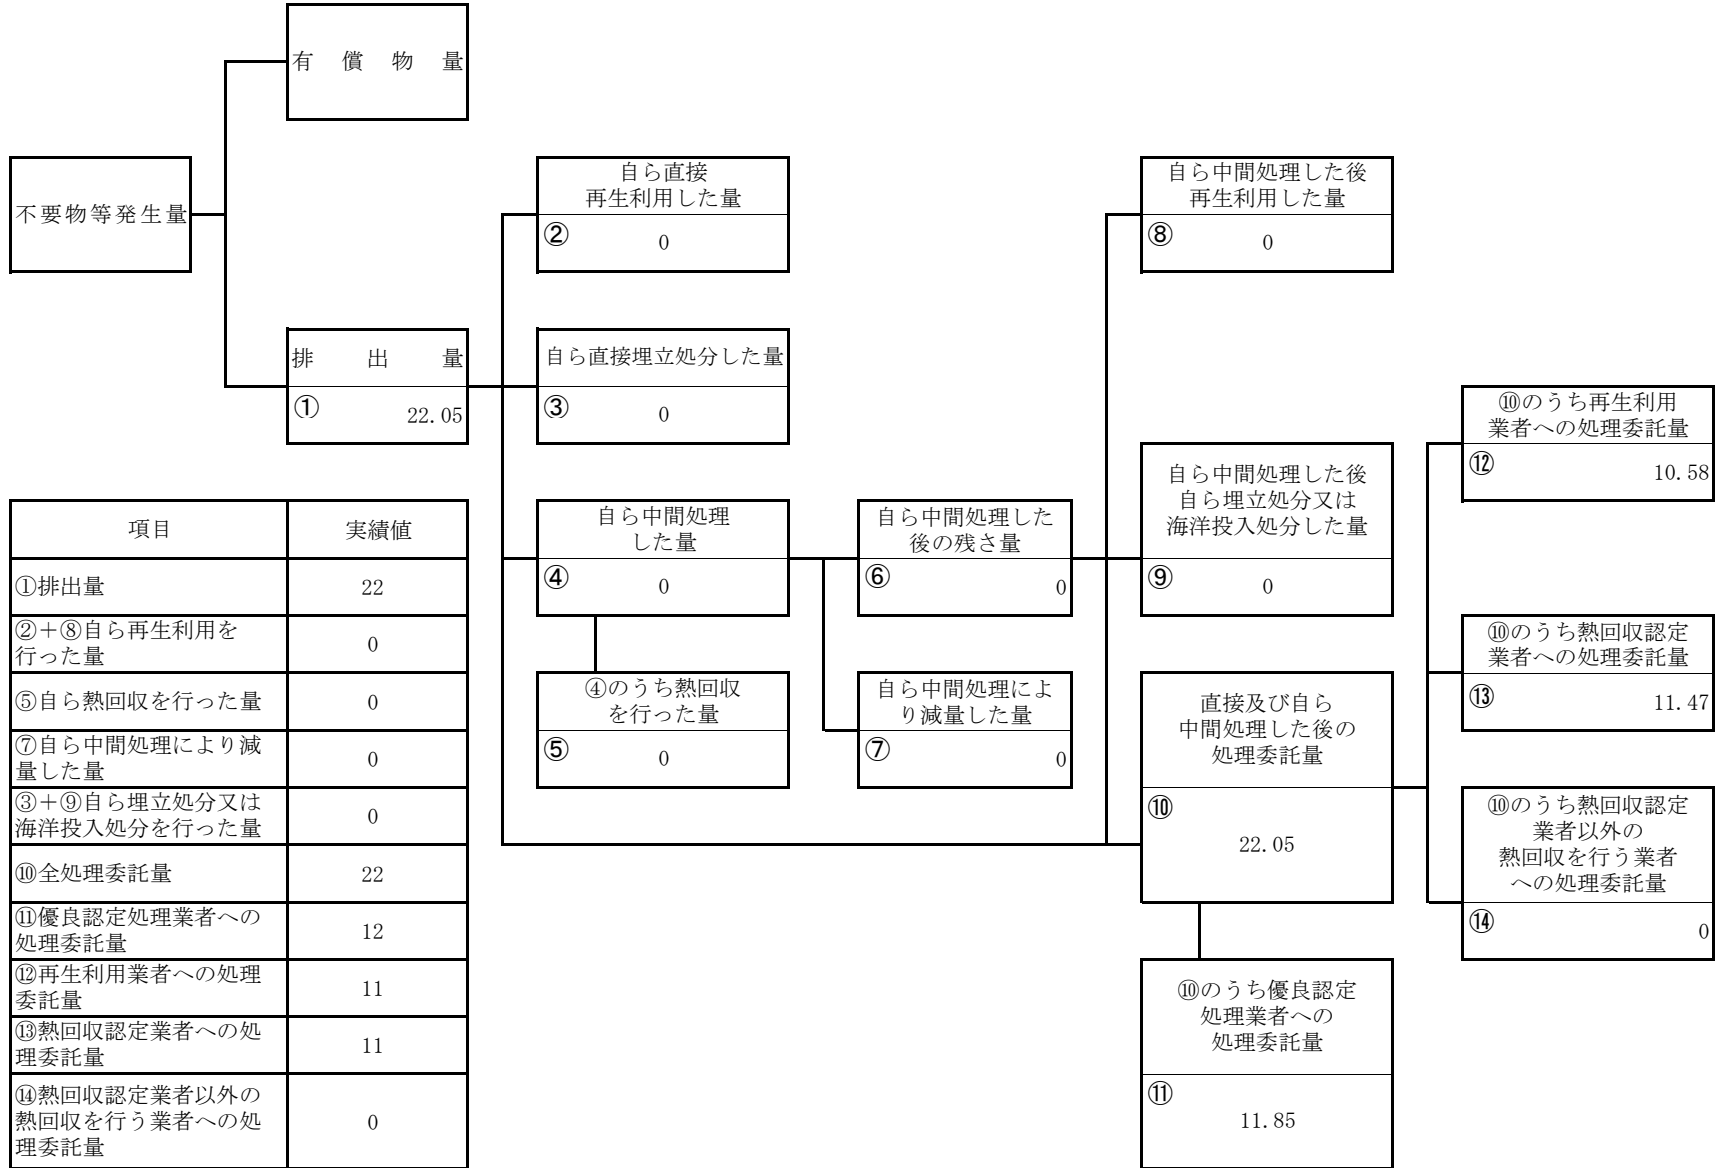 有償物量
不要物等発生量
排出量
① 22.05
自ら直接
再生利用した量
② 0
自ら直接埋立処分した量
③ 0
自ら中間処理
した量
④ 0
④のうち熱回収
を行った量
⑤ 0
自ら中間処理した
後の残さ量
⑥ 0
自ら中間処理によ
り減量した量
⑦ 0
自ら中間処理した後
再生利用した量
⑧ 0
自ら中間処理した後
自ら埋立処分又は
海洋投入処分した量
⑨ 0
直接及び自ら
中間処理した後の
処理委託量
⑩
22.05
⑩のうち優良認定
処理業者への
処理委託量
⑪
11.85
⑩のうち再生利用
業者への処理委託量
⑫ 10.58
⑩のうち熱回収認定
業者への処理委託量
⑬ 11.47
⑩のうち熱回収認定
業者以外の
熱回収を行う業者
への処理委託量
⑭ 0
項目 実績値
①排出量 22
②+⑧自ら再生利用を
行った量 0
⑤自ら熱回収を行った量 0
⑦自ら中間処理により減
量した量 0
③+⑨自ら埋立処分又は
海洋投入処分を行った量 0
⑩全処理委託量 22
⑪優良認定処理業者への
処理委託量 12
⑫再生利用業者への処理
委託量 11
⑬熱回収認定業者への処
理委託量 11
⑭熱回収認定業者以外の
熱回収を行う業者への処
理委託量 0